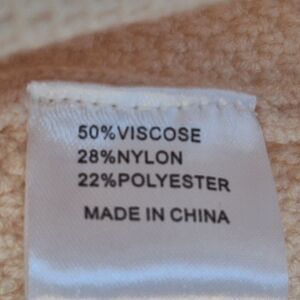 50%VISCOSE
28%NYLON
22%POLYESTER
MADE IN CHINA